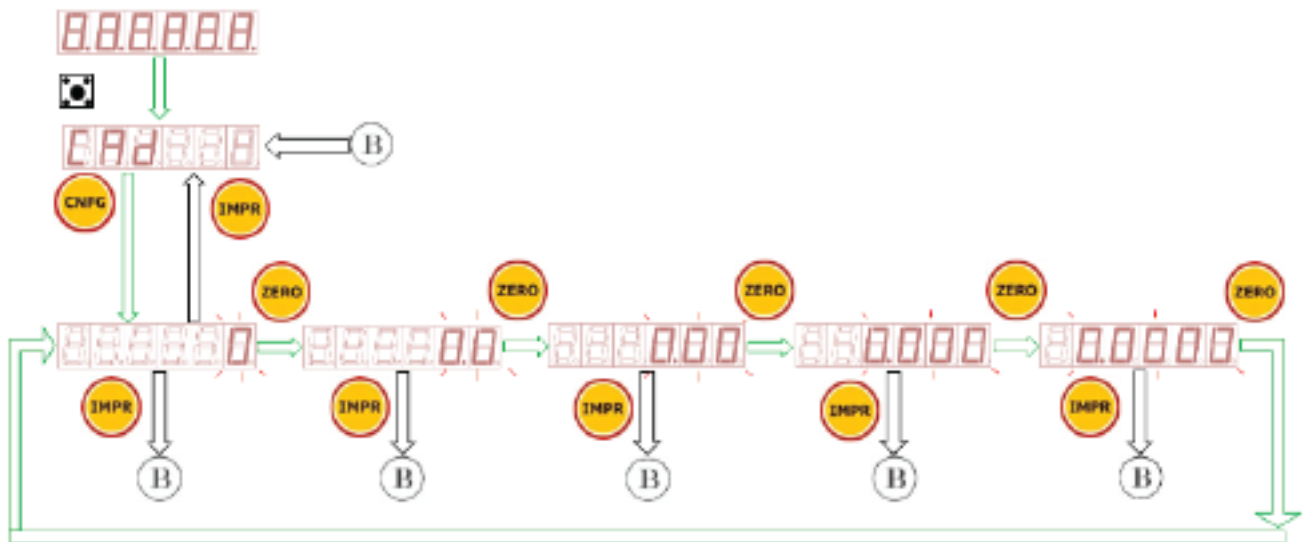 8.8.8.8.8.8.
CAd 8
B
CNFG IMPR
ZERO ZERO ZERO ZERO ZERO
0 0.0 0.00 0.000 0.0000
IMPR IMPR IMPR IMPR IMPR
B B B B B